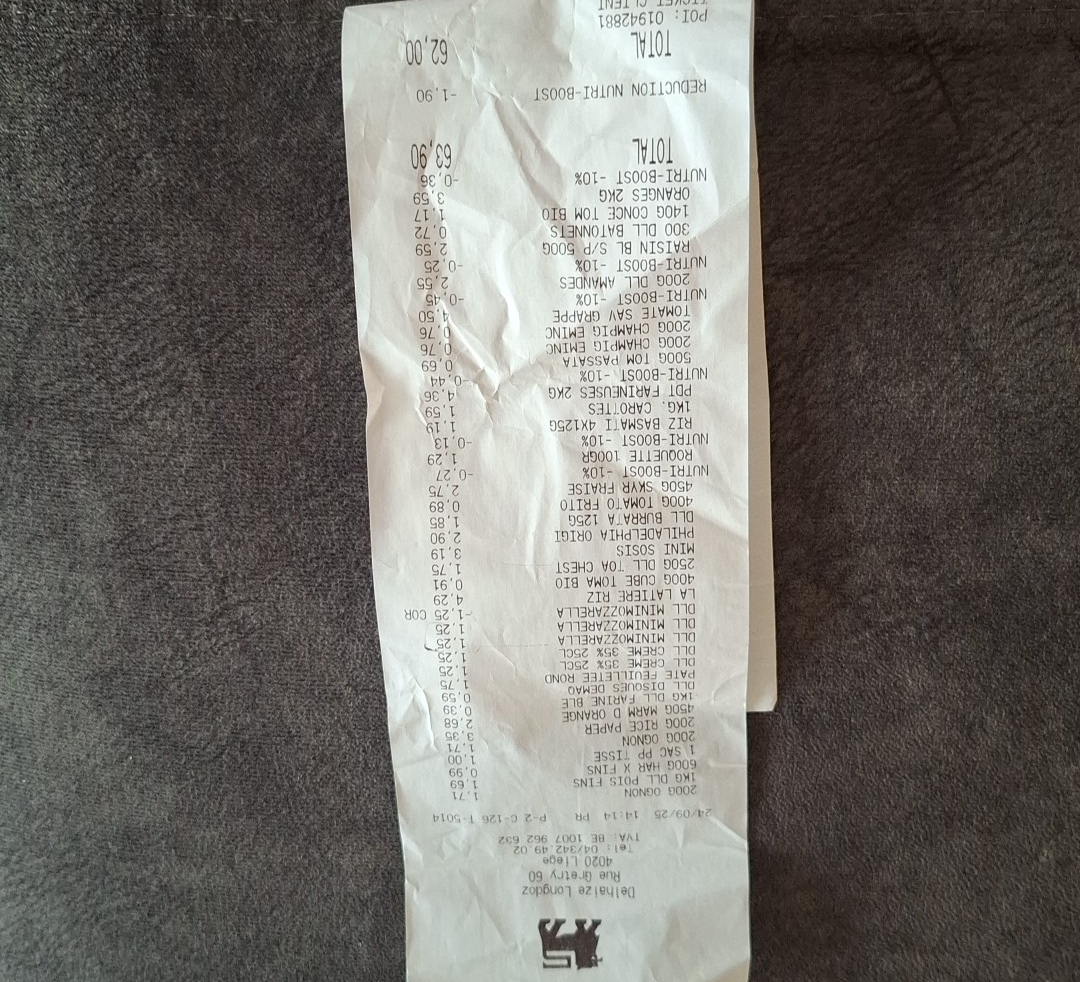 Delhaize Longdoz
Rue Gretry 60
4020 Liege
Tel: 04/342.49.02
TVA: BE 1007 962 632
24/09/25 14:14 PR P-2 C-126 T-5014
200G OGNON 1,71
1KG DLL POIS FINS 1,69
600G HAR X FINS 0,99
1 SAC PP TISSE 1,00
200G OGNON 1,71
200G RICE PAPER 3,35
450G MARM D ORANGE 2,68
1KG DLL FARINE BLE 0,39
DLL DISQUES DEMAQ 0,59
PATE FEUILLETEE ROND 1,75
DLL CREME 35% 25CL 1,25
DLL CREME 35% 25CL 1,25
DLL MINIMOZZARELLA 1,25
DLL MINIMOZZARELLA 1,25
DLL MINIMOZZARELLA -1,25 COR
LA LATIERE RIZ 4,29
400G CUBE TOMA BIO 0,91
250G DLL TOA CHEST 1,75
MINI SOSIS 3,19
PHILADELPHIA ORIGI 2,90
DLL BURRATA 125G 1,85
400G TOMATO FRITO 0,89
450G SKYR FRAISE 2,75
NUTRI-BOOST -10% -0,27
ROQUETTE 100GR 1,29
NUTRI-BOOST -10% -0,13
RIZ BASMATI 4X125G 1,19
1KG. CAROTTES 1,59
PDT FARINEUSES 2KG 4,36
NUTRI-BOOST -10% -0,44
500G TOM PASSATA 0,69
200G CHAMPIG EMINC 0,76
200G CHAMPIG EMINC 0,76
TOMATE SAV GRAPPE 4,50
NUTRI-BOOST -10% -0,45
200G DLL AMANDES 2,55
NUTRI-BOOST -10% -0,25
RAISIN BL S/P 500G 2,59
300 DLL BATONNETS 0,72
140G CONCE TOM BIO 1,17
ORANGES 2KG 3,59
NUTRI-BOOST -10% -0,36
TOTAL 63,90
REDUCTION NUTRI-BOOST -1,90
TOTAL 62,00
POI: 01942881
TICKET CLIENT